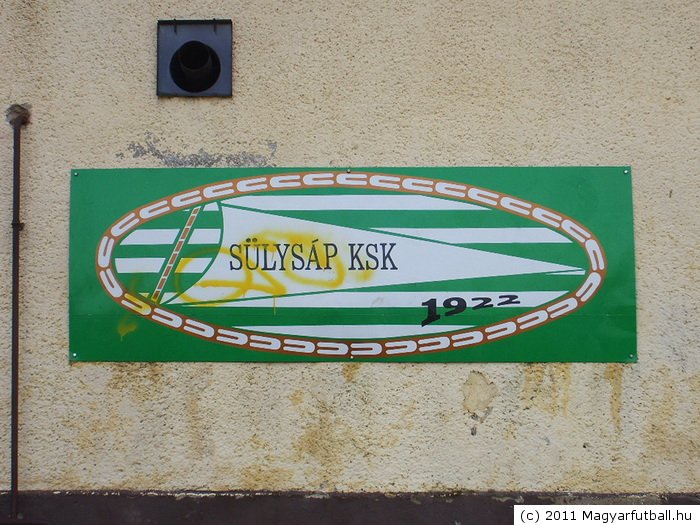 SÜLYSÁP KSK
1922
(c) 2011 Magyarfutball.hu